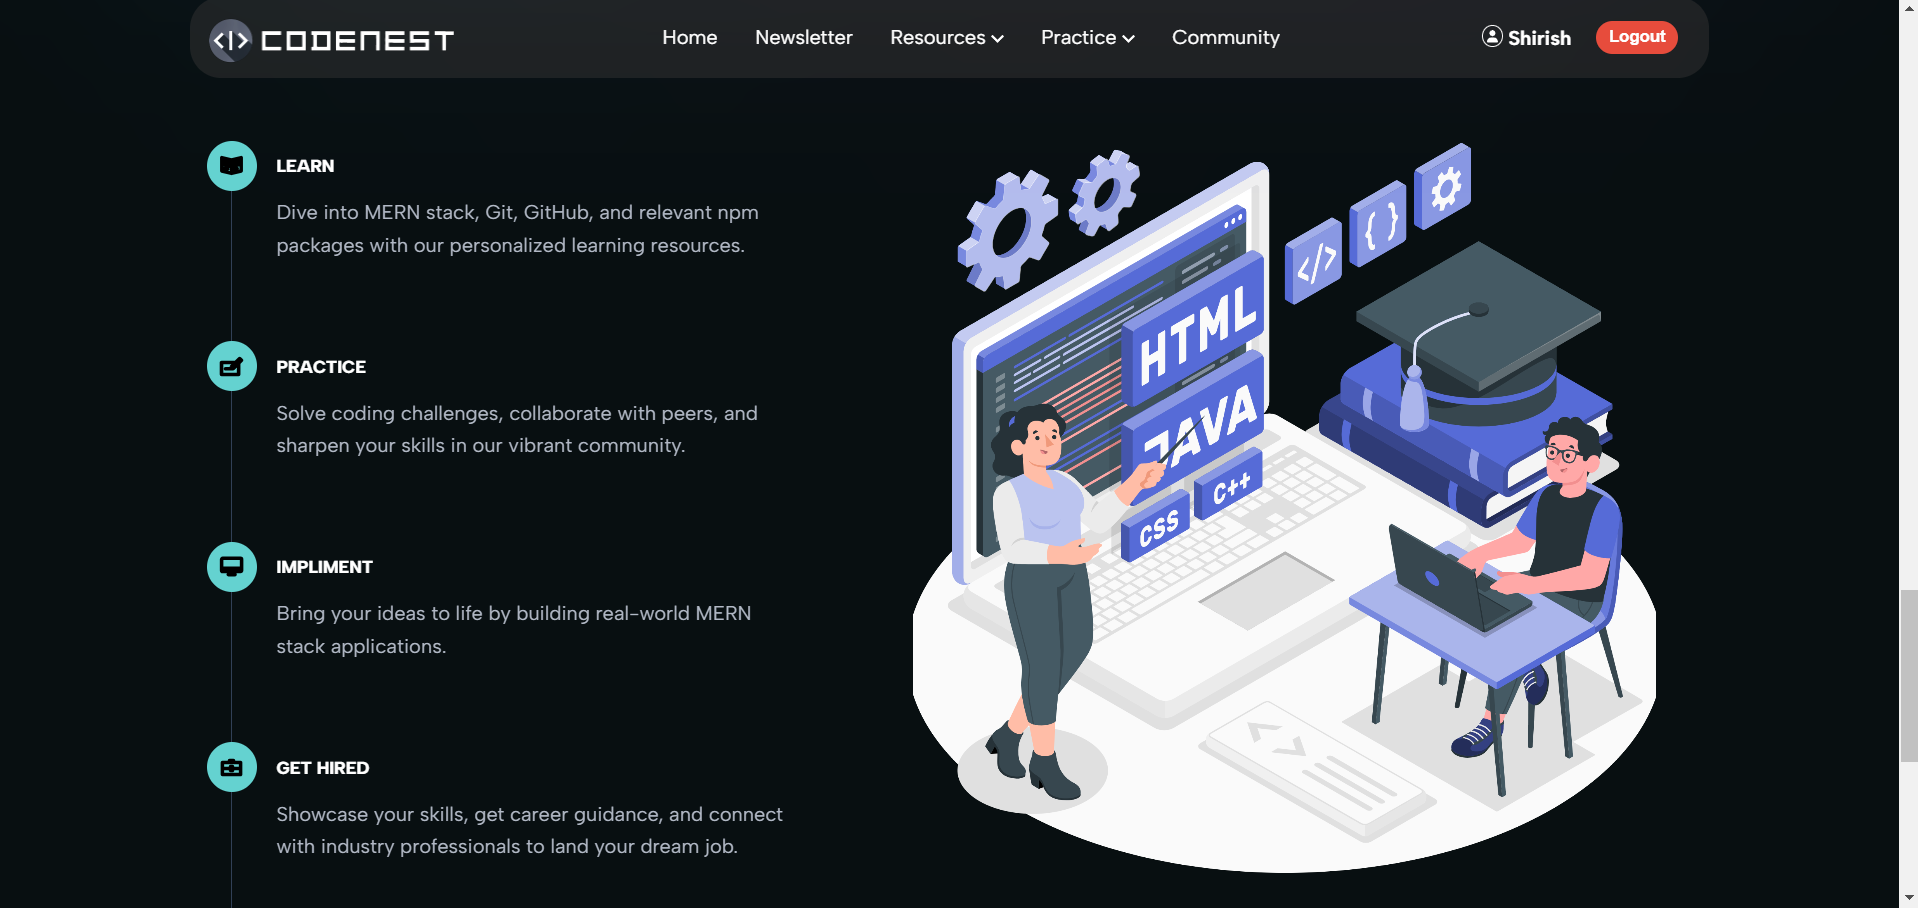 CODENEST
Home Newsletter Resources Practice Community
Shirish Logout
LEARN
Dive into MERN stack, Git, GitHub, and relevant npm
packages with our personalized learning resources.
PRACTICE
Solve coding challenges, collaborate with peers, and
sharpen your skills in our vibrant community.
IMPLIMENT
Bring your ideas to life by building real-world MERN
stack applications.
GET HIRED
Showcase your skills, get career guidance, and connect
with industry professionals to land your dream job.
</>
{ }
HTML
JAVA
C++
CSS